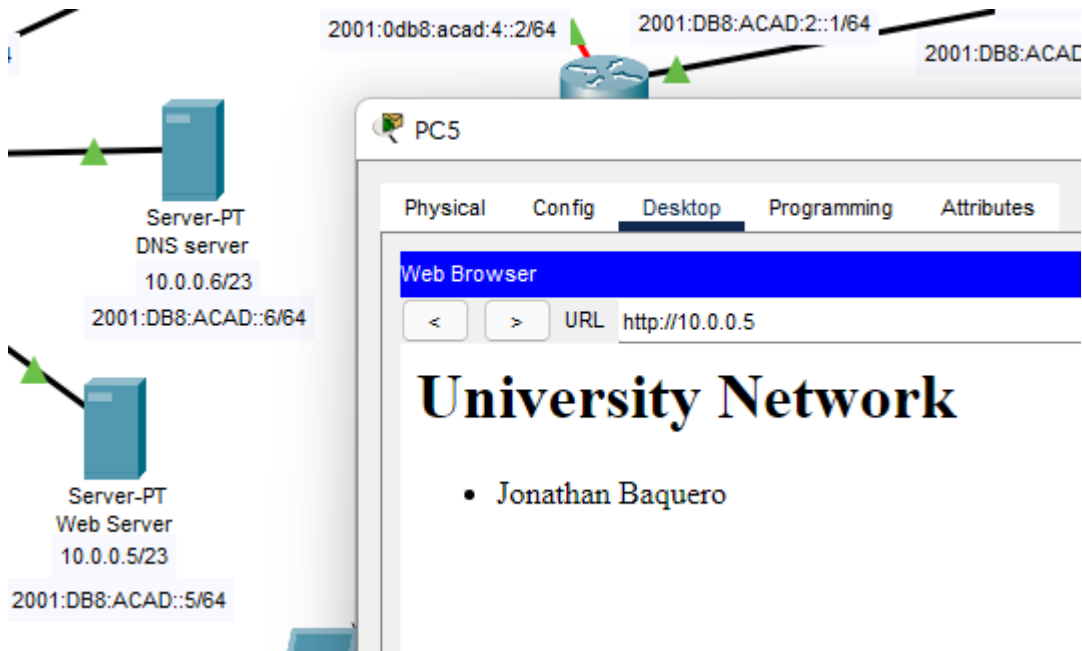 2001:0db8:acad:4::2/64
2001:DB8:ACAD:2::1/64
2001:DB8:ACAD
Server-PT
DNS server
10.0.0.6/23
2001:DB8:ACAD::6/64
Server-PT
Web Server
10.0.0.5/23
2001:DB8:ACAD::5/64
PC5
Physical Config Desktop Programming Attributes
Web Browser
< > URL http://10.0.0.5
University Network
• Jonathan Baquero